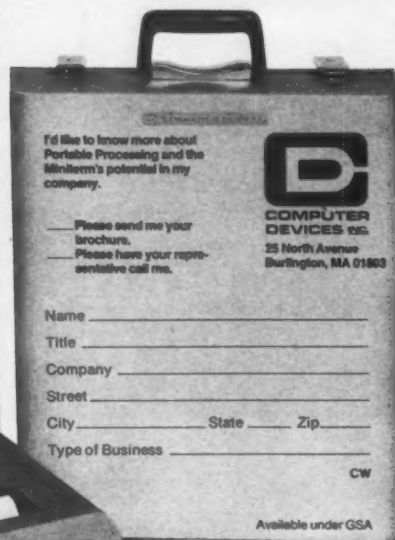 I'd like to know more about
Portable Processing and the
Miniterm's potential in my
company.
___Please send me your
brochure.
___Please have your repre-
sentative call me.
COMPUTER
DEVICES INC.
25 North Avenue
Burlington, MA 01803
Name
Title
Company
Street
City State Zip
Type of Business
CW
Available under GSA